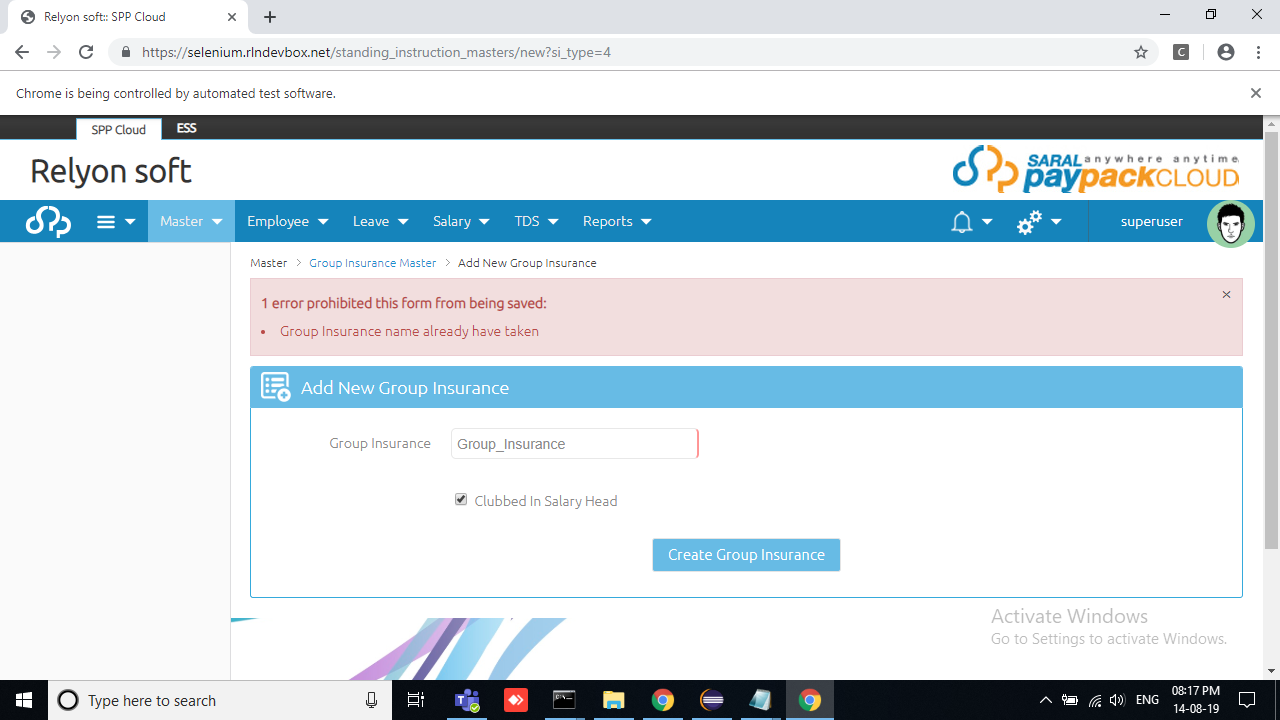 Relyon soft:: SPP Cloud
https://selenium.rlndevbox.net/standing_instruction_masters/new?si_type=4
C
Chrome is being controlled by automated test software.
SPP Cloud ESS
Relyon soft
SARAL anywhere anytime
paypackCLOUD
Master Employee Leave Salary TDS Reports superuser
Master > Group Insurance Master > Add New Group Insurance
1 error prohibited this form from being saved:
• Group Insurance name already have taken
Add New Group Insurance
Group Insurance Group_Insurance
Clubbed In Salary Head
Create Group Insurance
Activate Windows
Go to Settings to activate Windows.
Type here to search
ENG
08:17 PM
14-08-19